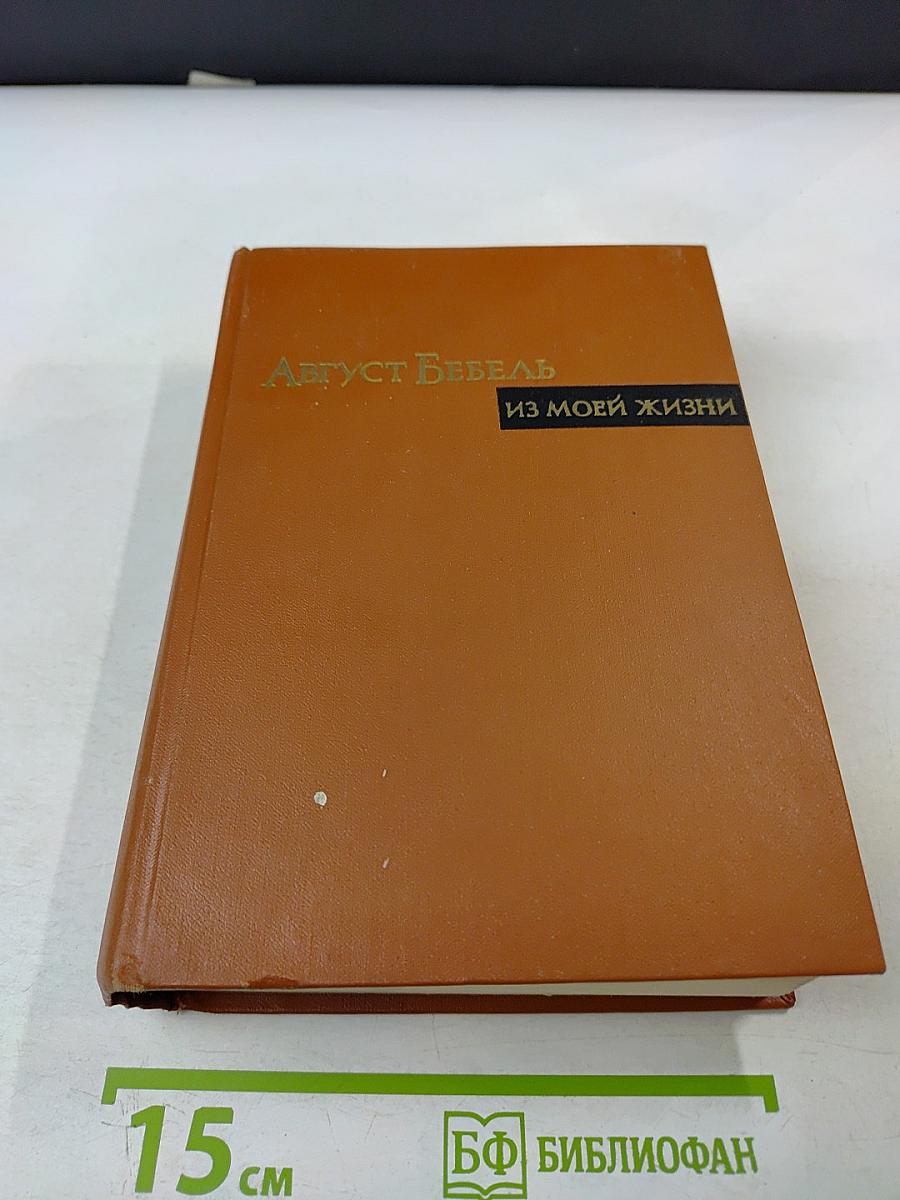 Август Бебель
ИЗ МОЕЙ ЖИЗНИ
15 см
БФ БИБЛИОФАН